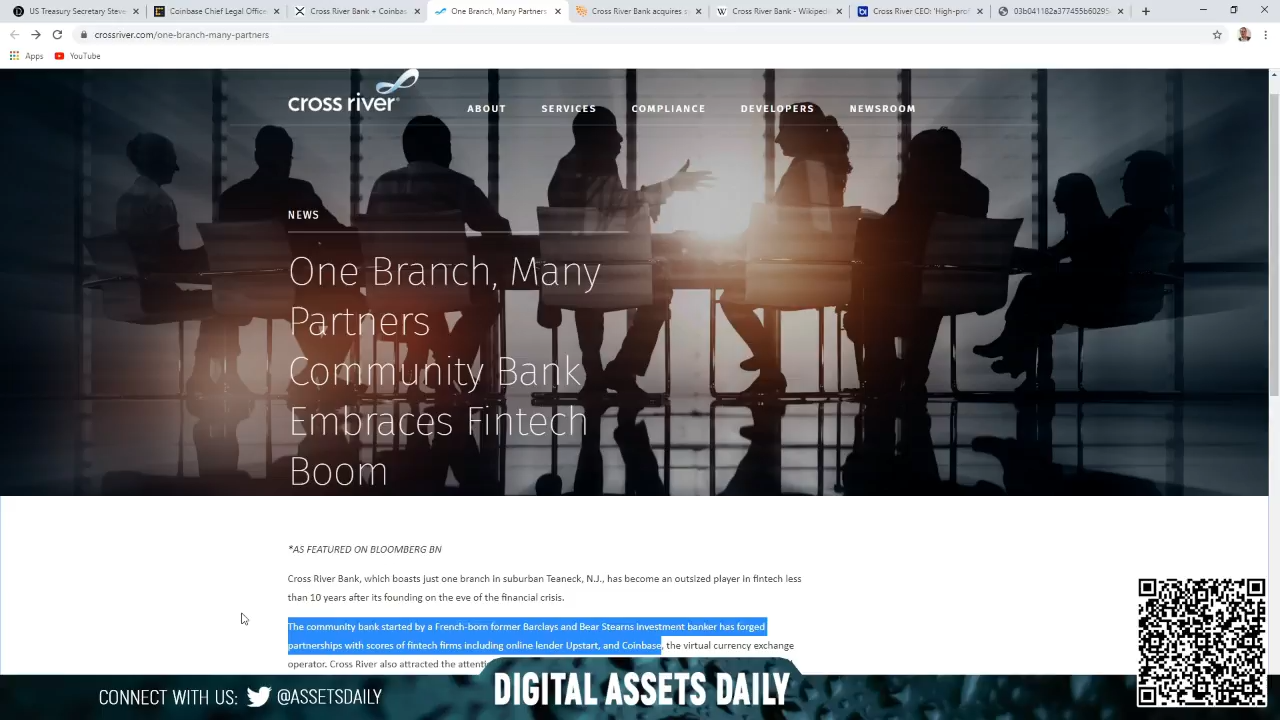 US Treasury Secretary Steve
Coinbase Chief Legal Office
Cross River Bank + Coinbas
One Branch, Many Partners
Cross River Bank acquires s
Cross River Bank - Wikiped
Cross River CEO: 'High-prof
03b041182a377455b60295
crossriver.com/one-branch-many-partners
Apps
YouTube
cross river®
ABOUT
SERVICES
COMPLIANCE
DEVELOPERS
NEWSROOM
NEWS
One Branch, Many
Partners
Community Bank
Embraces Fintech
Boom
*AS FEATURED ON BLOOMBERG BN
Cross River Bank, which boasts just one branch in suburban Teaneck, N.J., has become an outsized player in fintech less
than 10 years after its founding on the eve of the financial crisis.
The community bank started by a French-born former Barclays and Bear Stearns investment banker has forged
partnerships with scores of fintech firms including online lender Upstart, and Coinbase, the virtual currency exchange
operator. Cross River also attracted the
CONNECT WITH US:
@ASSETSDAILY
DIGITAL ASSETS DAILY